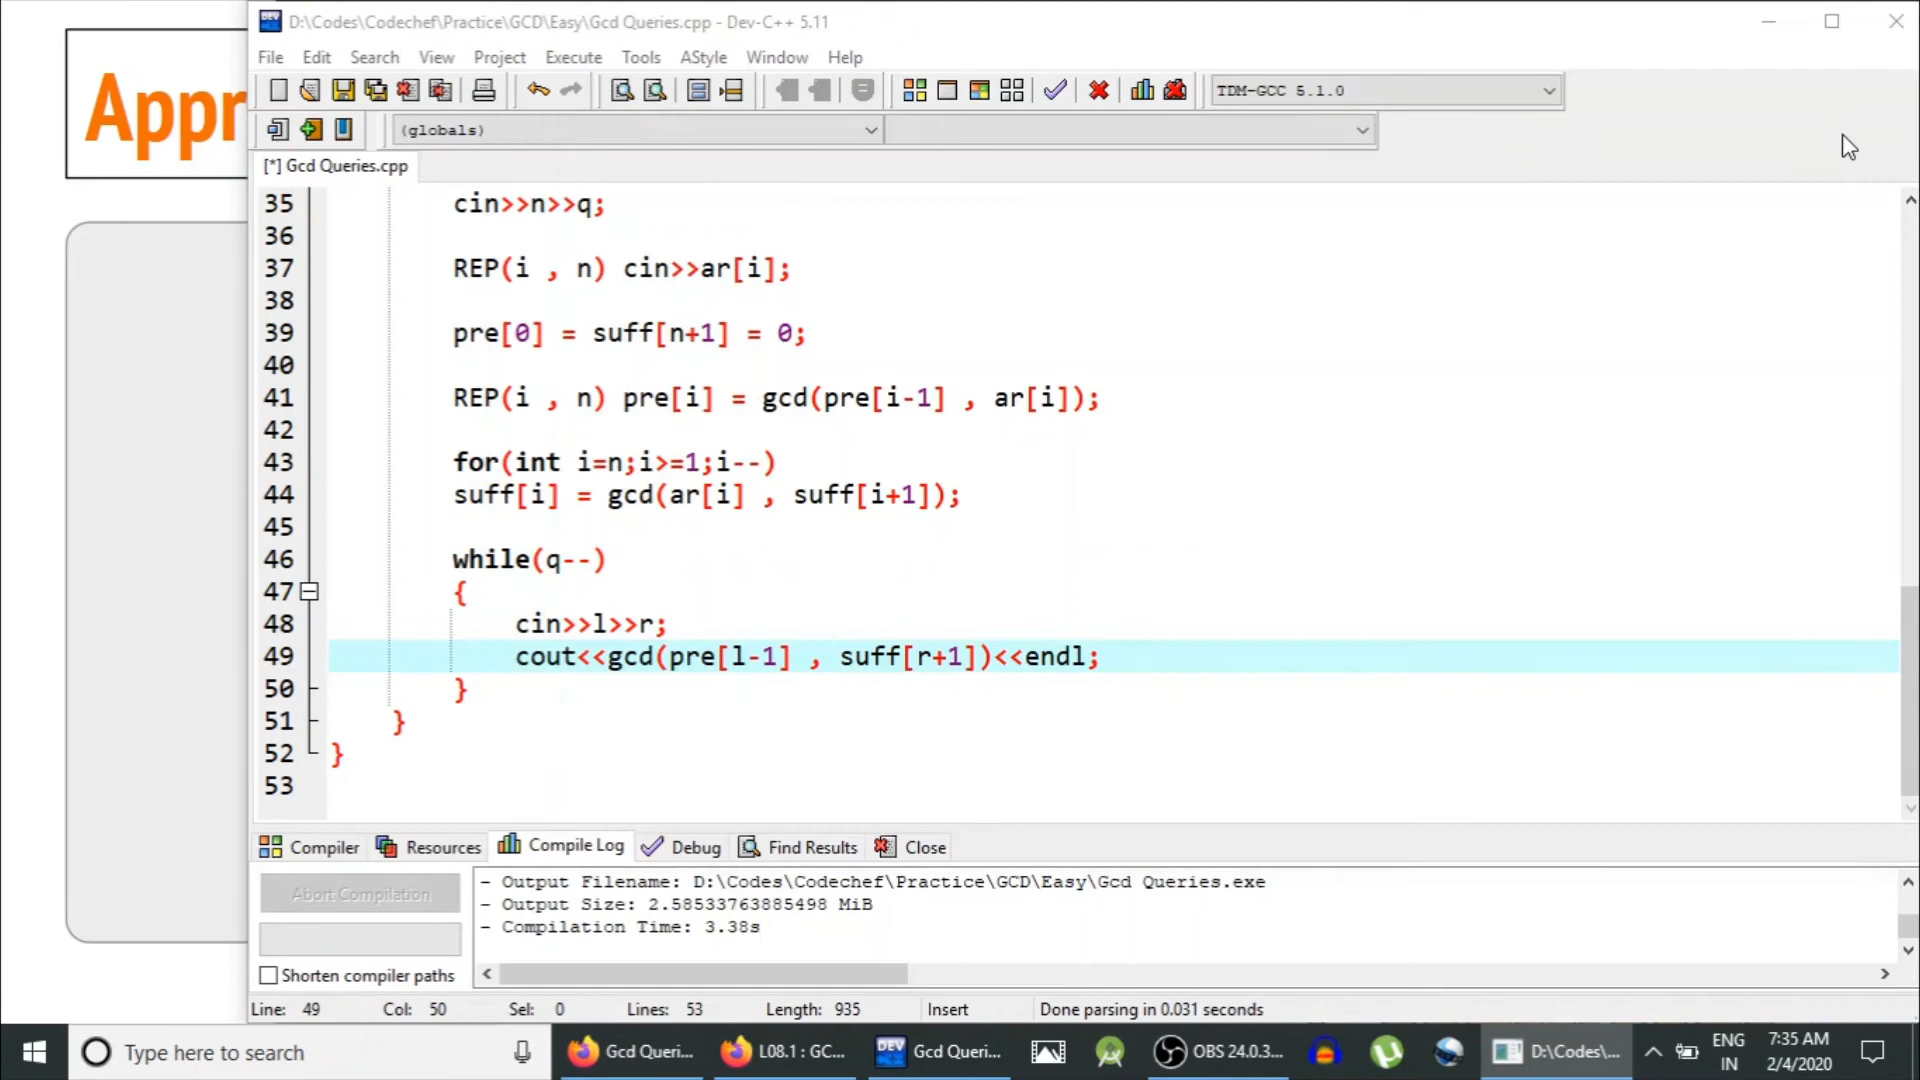 Appr
D:\Codes\Codechef\Practice\GCD\Easy\Gcd Queries.cpp - Dev-C++ 5.11
File Edit Search View Project Execute Tools AStyle Window Help
TDM-GCC 5.1.0
(globals)
[*] Gcd Queries.cpp
35 cin>>n>>q;
36
37 REP(i , n) cin>>ar[i];
38
39 pre[0] = suff[n+1] = 0;
40
41 REP(i , n) pre[i] = gcd(pre[i-1] , ar[i]);
42
43 for(int i=n;i>=1;i--)
44 suff[i] = gcd(ar[i] , suff[i+1]);
45
46 while(q--)
47 {
48 cin>>l>>r;
49 cout<<gcd(pre[l-1] , suff[r+1])<<endl;
50 }
51 }
52 }
53
Compiler Resources Compile Log Debug Find Results Close
Abort Compilation
Shorten compiler paths
- Output Filename: D:\Codes\Codechef\Practice\GCD\Easy\Gcd Queries.exe
- Output Size: 2.58533763885498 MiB
- Compilation Time: 3.38s
Line: 49 Col: 50 Sel: 0 Lines: 53 Length: 935 Insert Done parsing in 0.031 seconds
Type here to search
Gcd Queri...
L08.1 : GC...
DEV
Gcd Queri...
OBS 24.0.3...
D:\Codes\...
ENG
IN
7:35 AM
2/4/2020